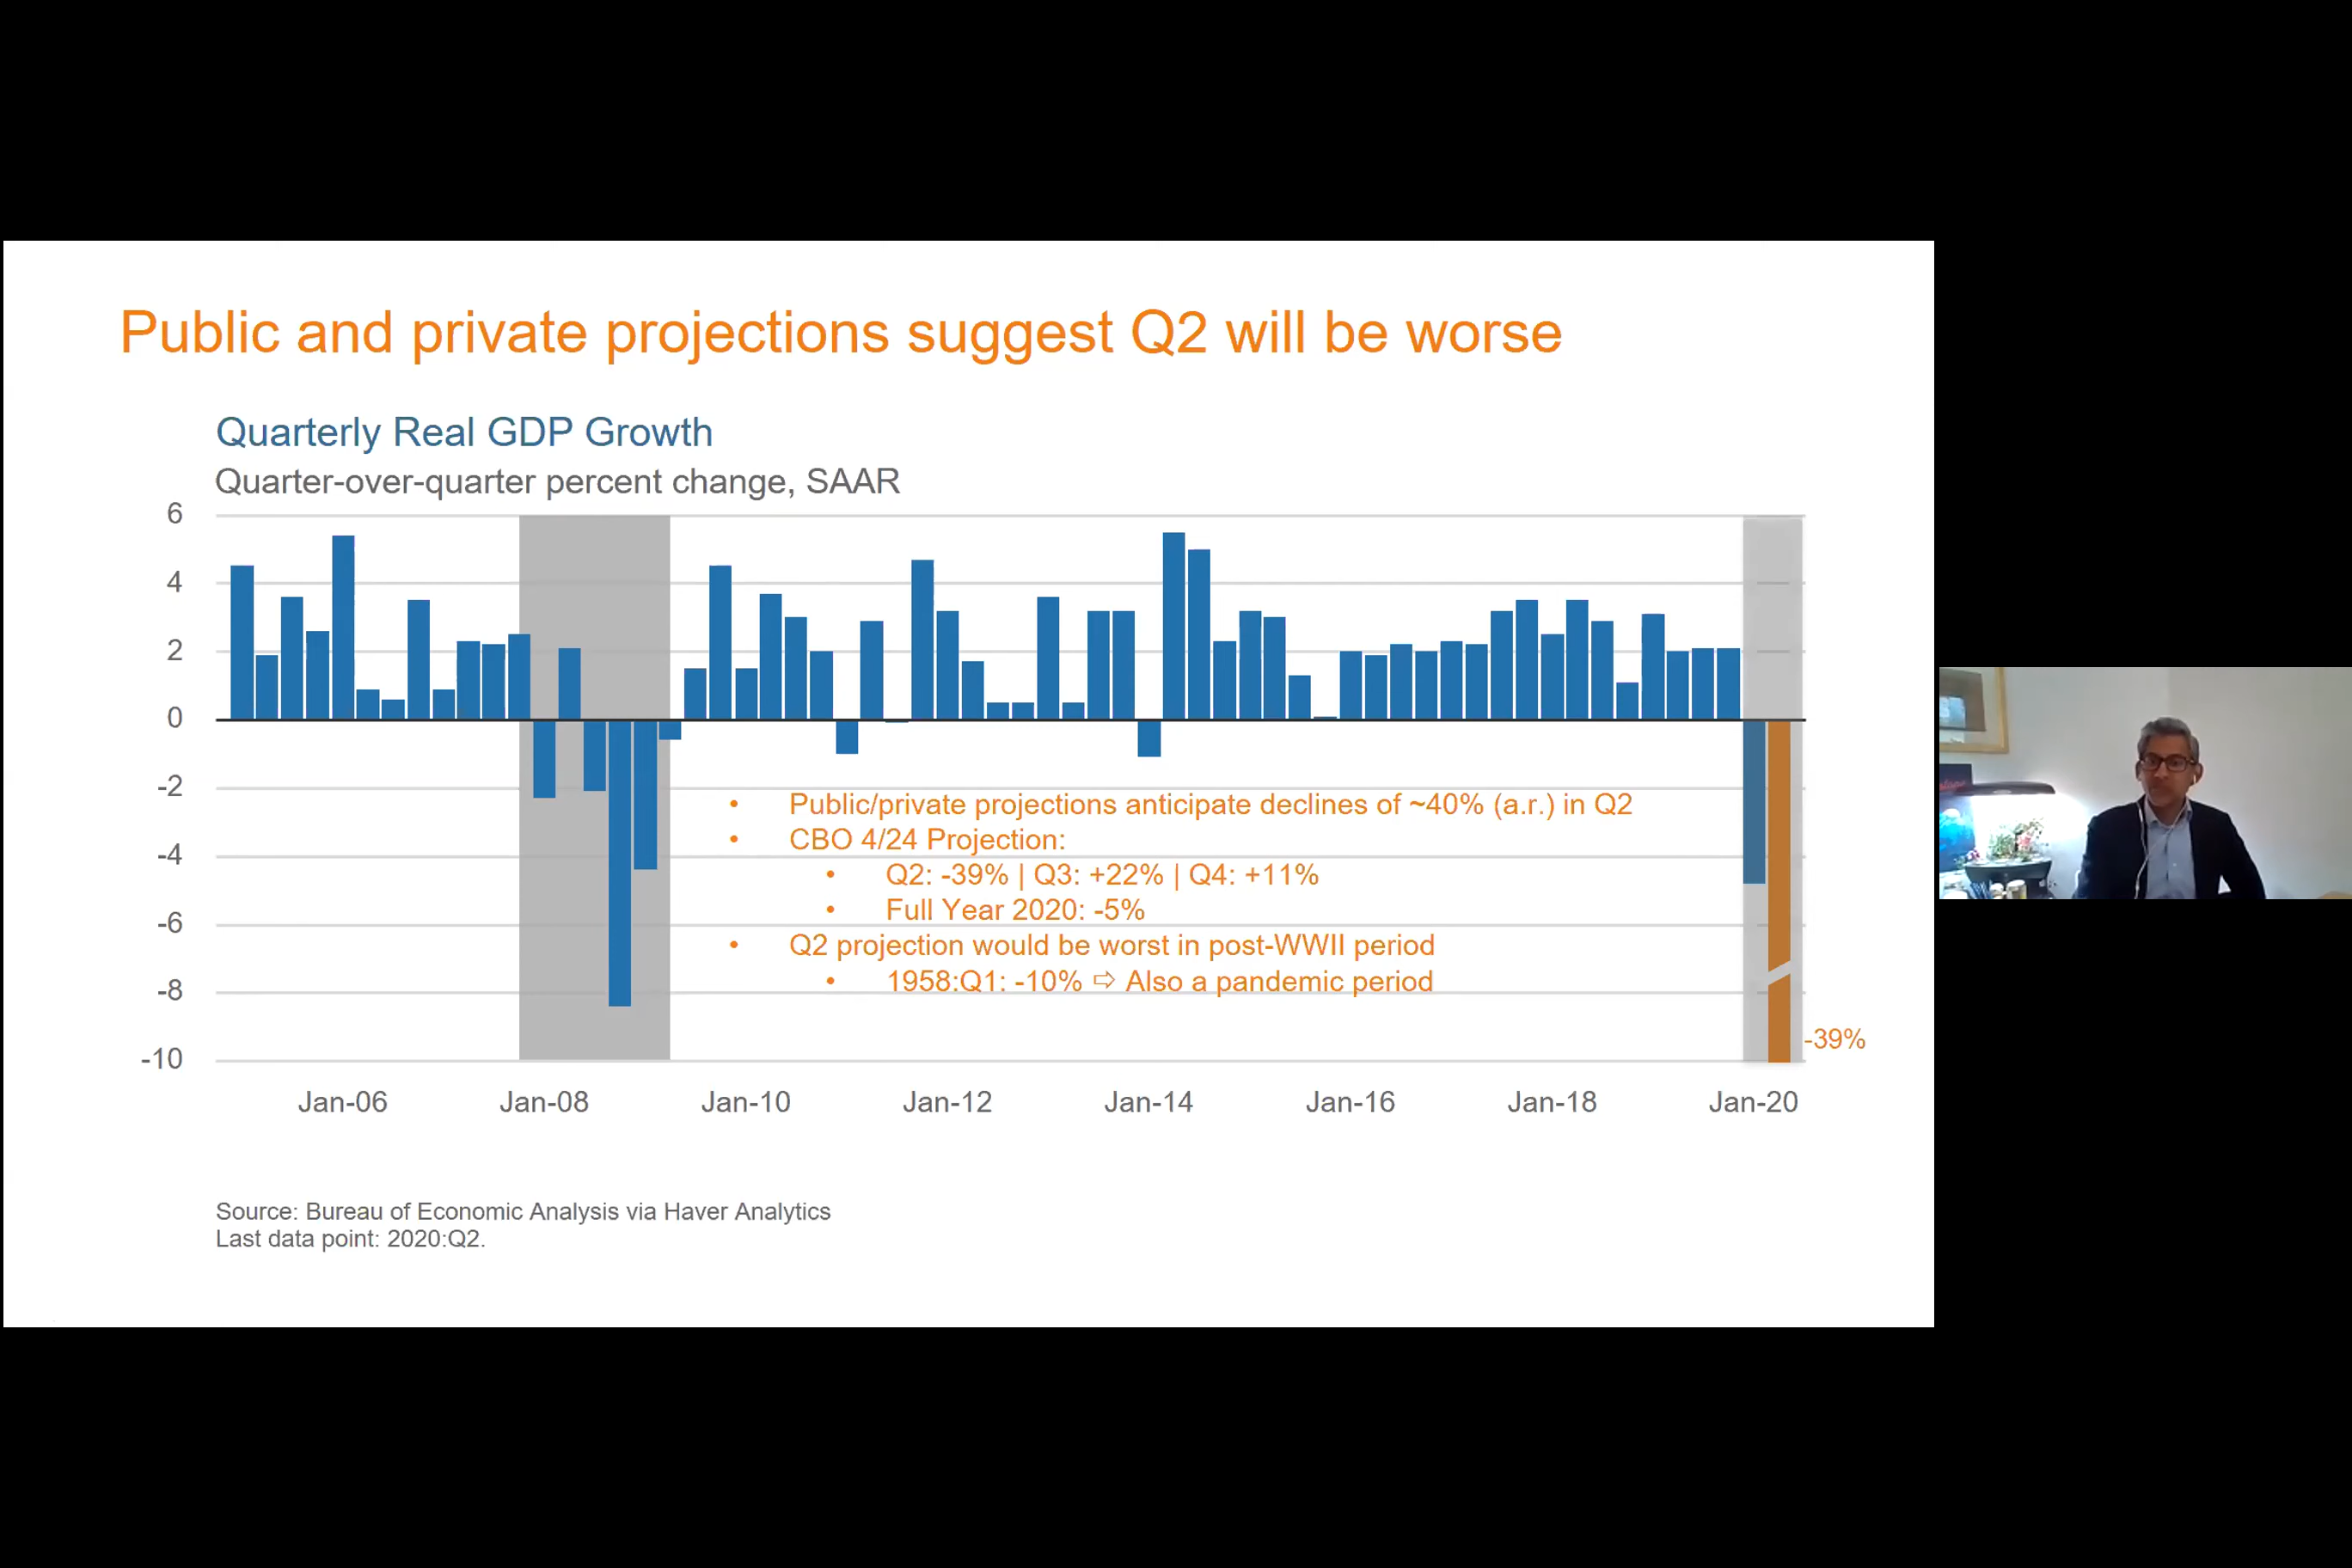 Public and private projections suggest Q2 will be worse
Quarterly Real GDP Growth
Quarter-over-quarter percent change, SAAR
6
4
2
0
-2
-4
-6
-8
-10
• Public/private projections anticipate declines of ~40% (a.r.) in Q2
• CBO 4/24 Projection:
• Q2: -39% | Q3: +22% | Q4: +11%
• Full Year 2020: -5%
• Q2 projection would be worst in post-WWII period
• 1958:Q1: -10% ⇨ Also a pandemic period
-39%
Jan-06 Jan-08 Jan-10 Jan-12 Jan-14 Jan-16 Jan-18 Jan-20
Source: Bureau of Economic Analysis via Haver Analytics
Last data point: 2020:Q2.